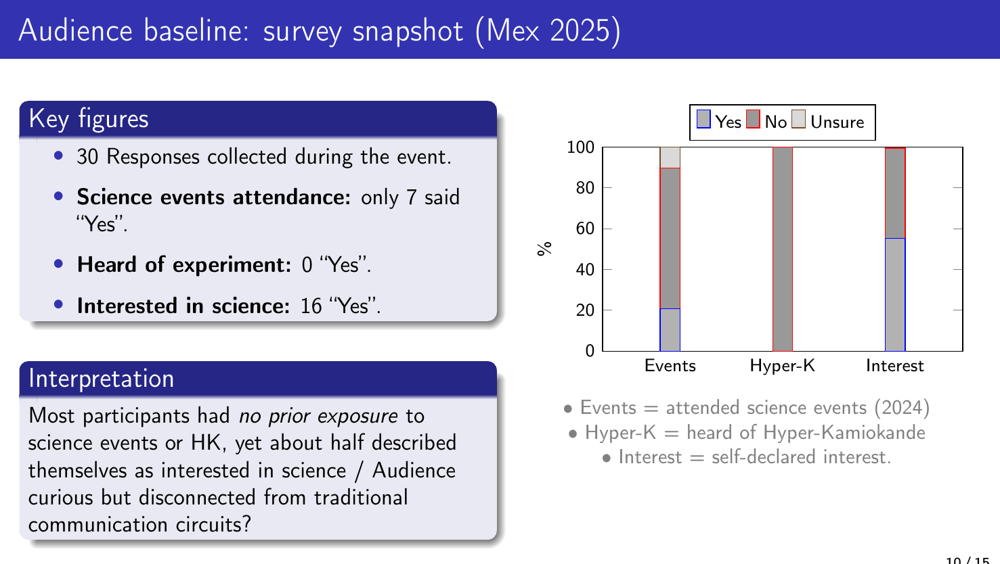 Audience baseline: survey snapshot (Mex 2025)
Key figures
• 30 Responses collected during the event.
• Science events attendance: only 7 said
“Yes”.
• Heard of experiment: 0 “Yes”.
• Interested in science: 16 “Yes”.
Interpretation
Most participants had no prior exposure to
science events or HK, yet about half described
themselves as interested in science / Audience
curious but disconnected from traditional
communication circuits?
Yes No Unsure
100
80
60
40
20
0
%
Events Hyper-K Interest
• Events = attended science events (2024)
• Hyper-K = heard of Hyper-Kamiokande
• Interest = self-declared interest.
10 / 15